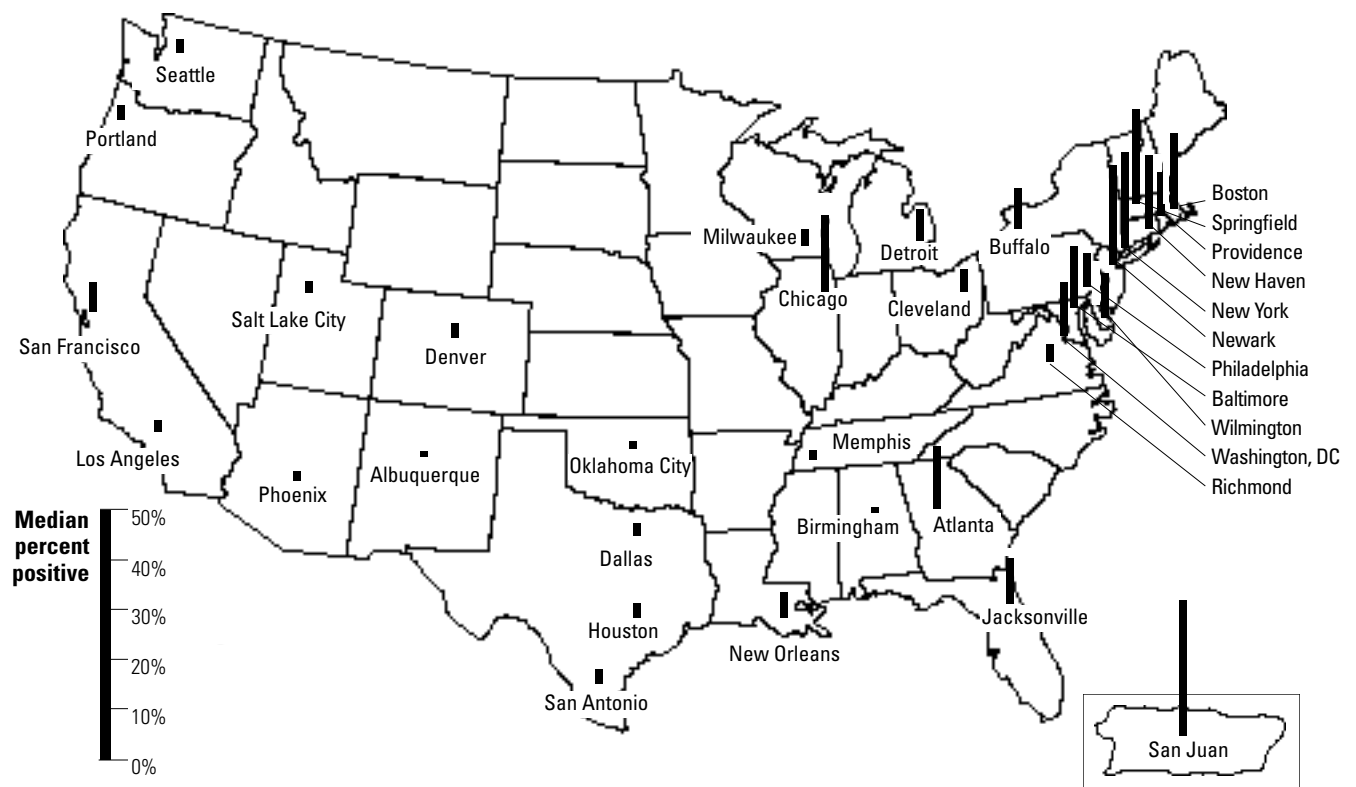 Seattle
Portland
Boston
Springfield
Milwaukee
Detroit
Buffalo
Providence
New Haven
Chicago
Cleveland
New York
Salt Lake City
Newark
San Francisco
Denver
Philadelphia
Baltimore
Wilmington
Los Angeles
Albuquerque
Oklahoma City
Memphis
Washington, DC
Phoenix
Richmond
Median
percent
positive
50%
40%
30%
20%
10%
0%
Birmingham
Atlanta
Dallas
Houston
Jacksonville
New Orleans
San Antonio
San Juan